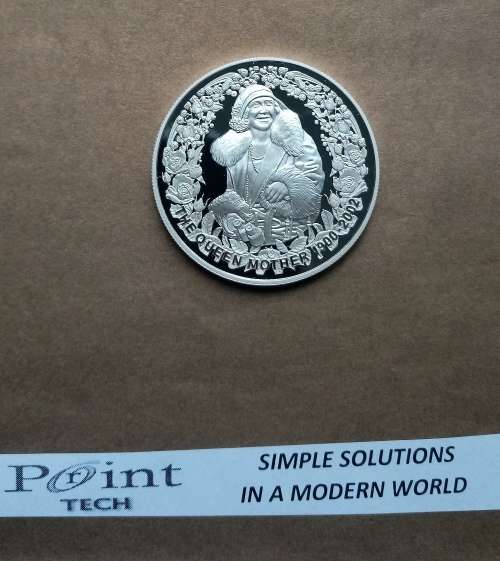 THE QUEEN MOTHER 1900-2002
Point
TECH
SIMPLE SOLUTIONS
IN A MODERN WORLD